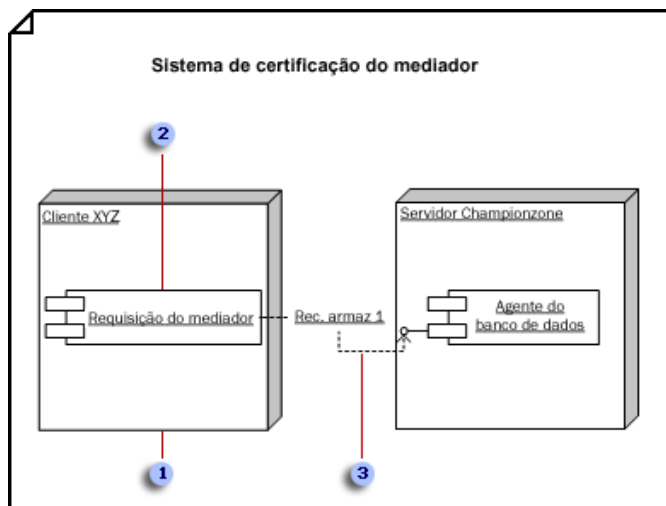 Sistema de certificação do mediador
2
Cliente XYZ
Servidor Championzone
Requisição do mediador
Rec. armaz 1
Agente do
banco de dados
1
3